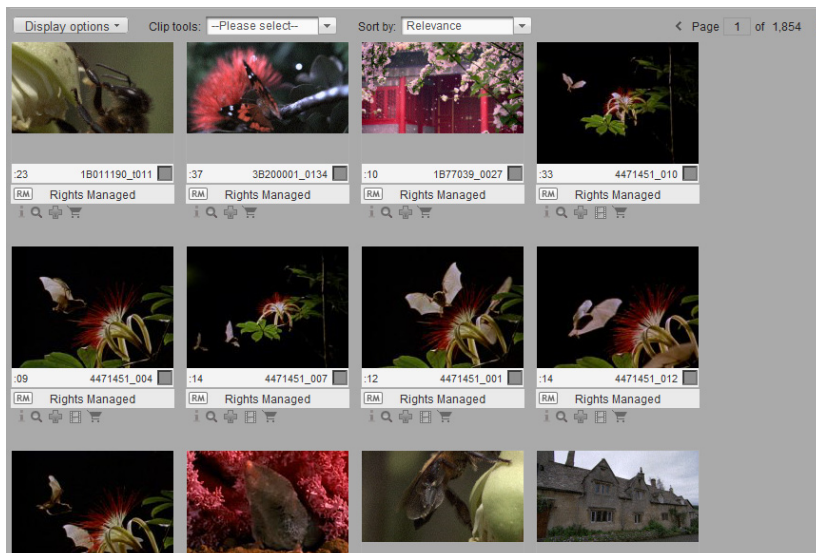 Display options Clip tools: --Please select-- Sort by: Relevance Page 1 of 1,854
:23 1B011190_t011 :37 3B200001_0134 :10 1B77039_0027 :33 4471451_010
RM Rights Managed RM Rights Managed RM Rights Managed RM Rights Managed
:09 4471451_004 :14 4471451_007 :12 4471451_001 :14 4471451_012
RM Rights Managed RM Rights Managed RM Rights Managed RM Rights Managed